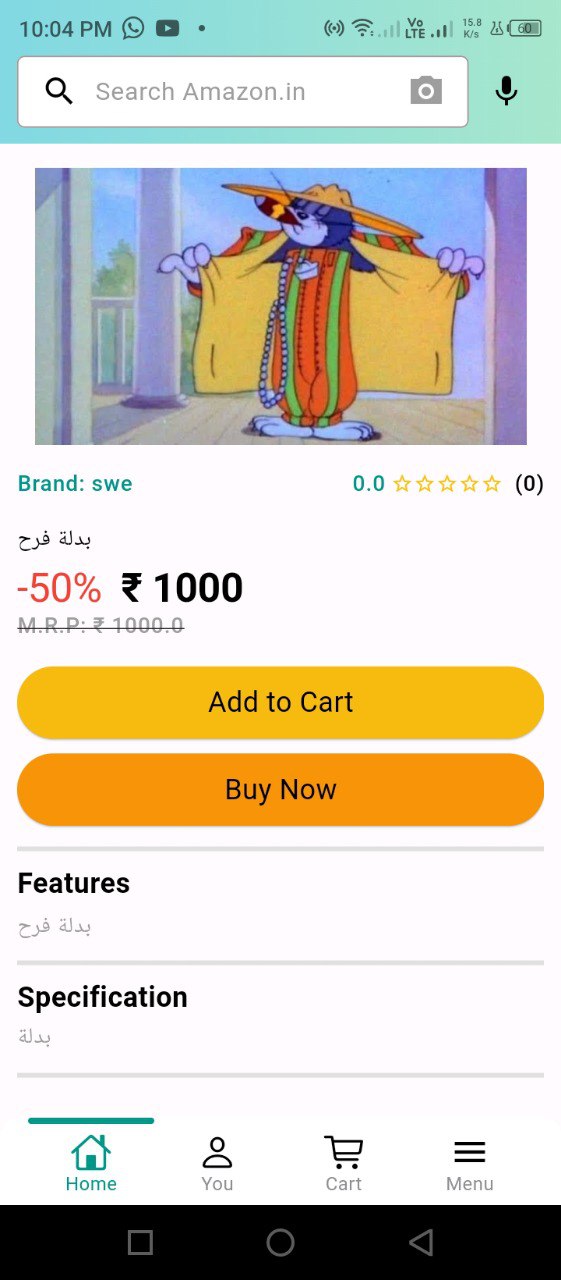 10:04 PM Vo LTE 15.8 K/s 60
Search Amazon.in
Brand: swe 0.0 (0)
بدلة فرح
-50% ₹ 1000
M.R.P: ₹ 1000.0
Add to Cart
Buy Now
Features
بدلة فرح
Specification
بدلة
Home You Cart Menu